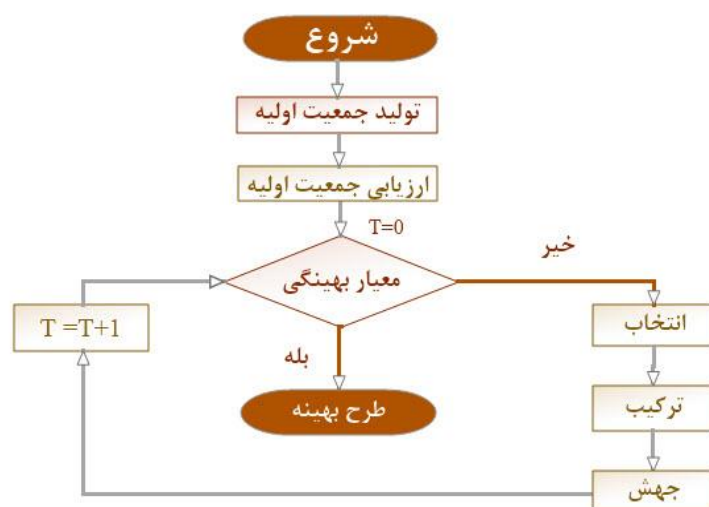 شروع
تولید جمعیت اولیه
ارزیابی جمعیت اولیه
T=0
معیار بهینگی
خیر
انتخاب
ترکیب
جهش
T =T+1
بله
طرح بهینه